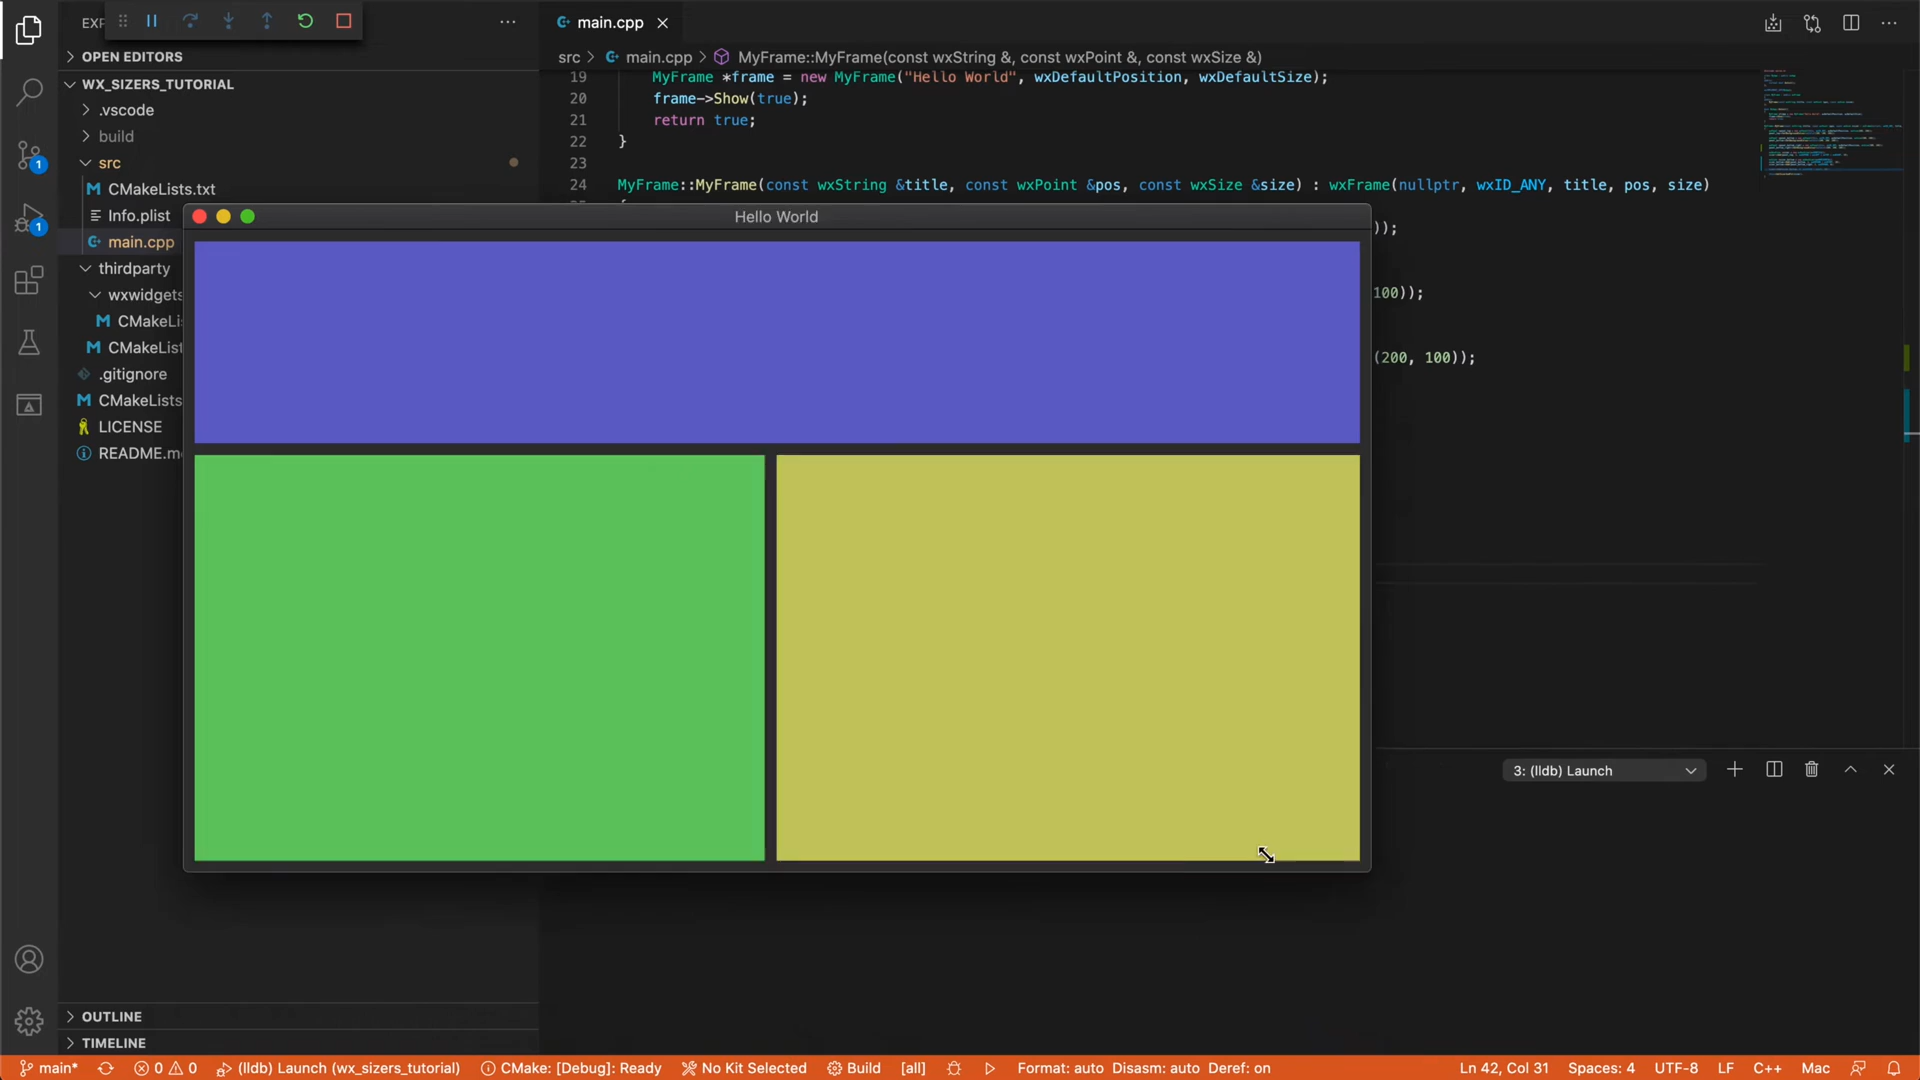 EXP
main.cpp
OPEN EDITORS
src > main.cpp > MyFrame::MyFrame(const wxString &, const wxPoint &, const wxSize &)
WX_SIZERS_TUTORIAL
19 MyFrame *frame = new MyFrame("Hello World", wxDefaultPosition, wxDefaultSize);
.vscode
20 frame->Show(true);
build
21 return true;
22 }
src
23
CMakeLists.txt
24 MyFrame::MyFrame(const wxString &title, const wxPoint &pos, const wxSize &size) : wxFrame(nullptr, wxID_ANY, title, pos, size)
Info.plist
Hello World
));
main.cpp
thirdparty
wxwidgets
100));
CMakeLi
CMakeList
(200, 100));
.gitignore
CMakeLists
LICENSE
README.m
3: (lldb) Launch
OUTLINE
TIMELINE
main* 0 0 (lldb) Launch (wx_sizers_tutorial) CMake: [Debug]: Ready No Kit Selected Build [all] Format: auto Disasm: auto Deref: on Ln 42, Col 31 Spaces: 4 UTF-8 LF C++ Mac
1
1